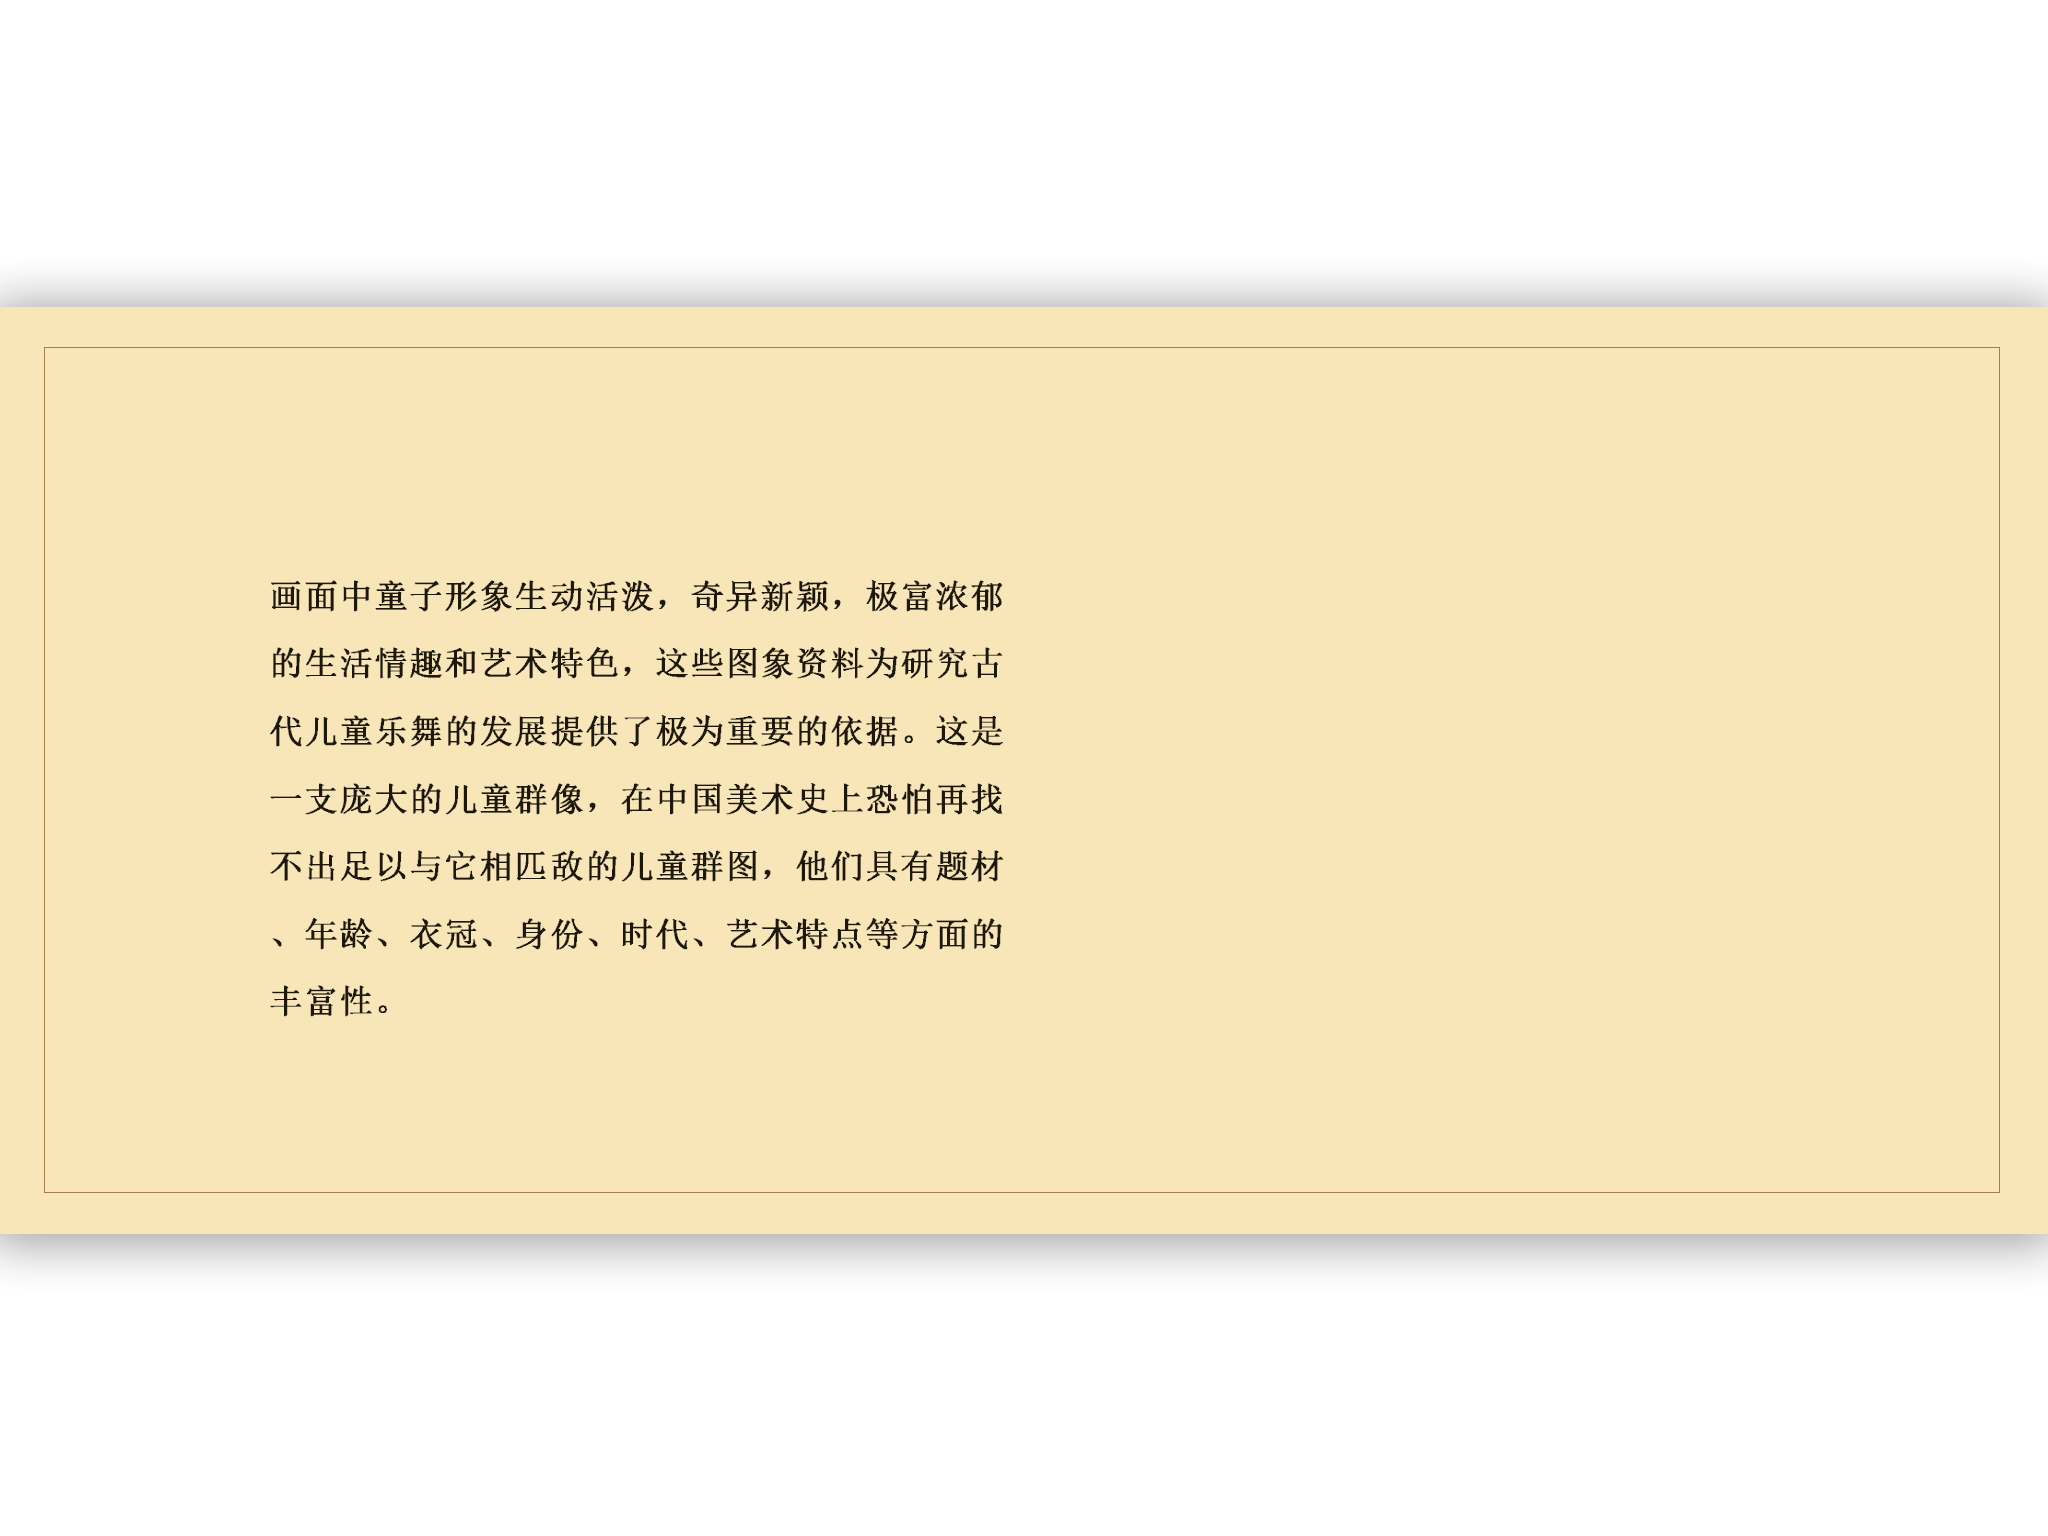 画面中童子形象生动活泼，奇异新颖，极富浓郁
的生活情趣和艺术特色，这些图象资料为研究古
代儿童乐舞的发展提供了极为重要的依据。这是
一支庞大的儿童群像，在中国美术史上恐怕再找
不出足以与它相匹敌的儿童群图，他们具有题材
、年龄、衣冠、身份、时代、艺术特点等方面的
丰富性。